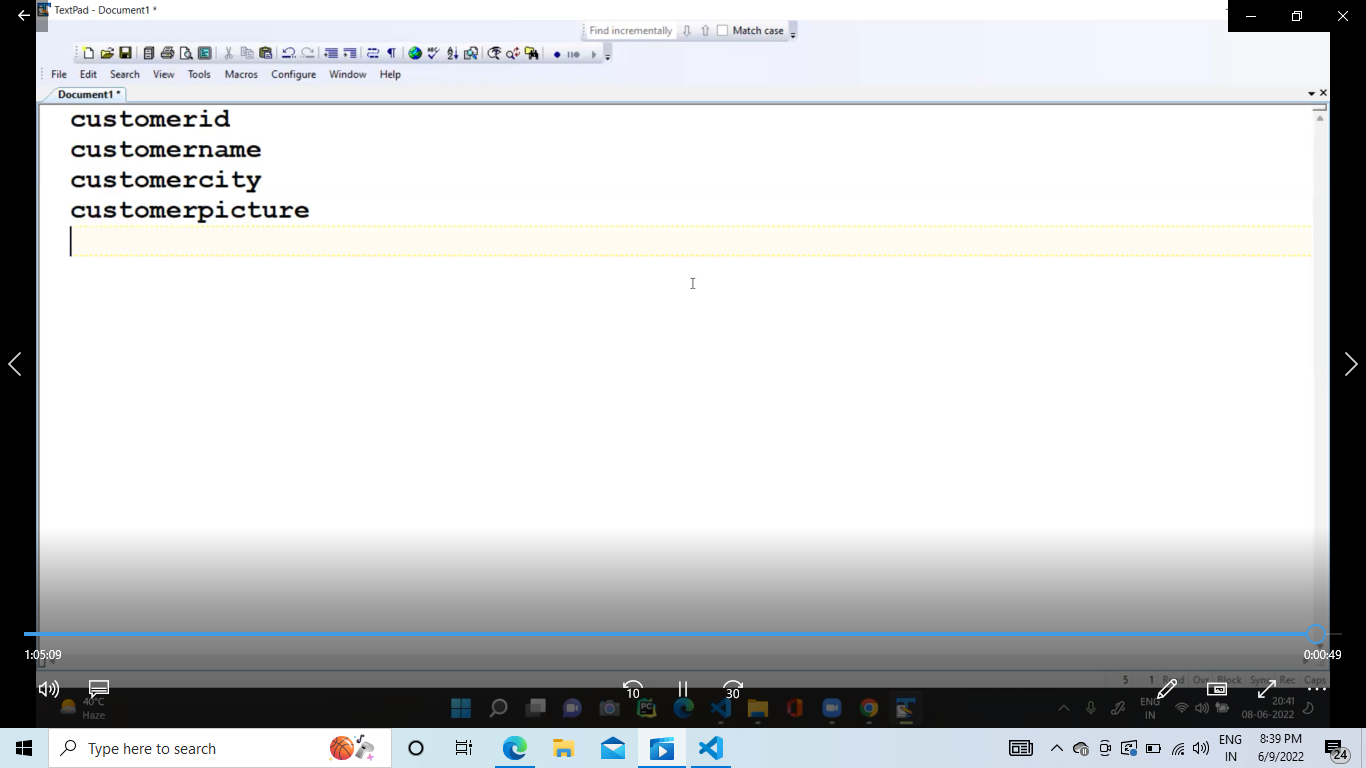 TextPad - Document1 *
Find incrementally
Match case
File Edit Search View Tools Macros Configure Window Help
Document1 *
customerid
customername
customercity
customerpicture
1:05:09
0:00:49
5 1 Read Ovr Block Sync Rec Caps
10
30
40°C
Haze
ENG
IN
20:41
08-06-2022
Type here to search
ENG
IN
8:39 PM
6/9/2022
24